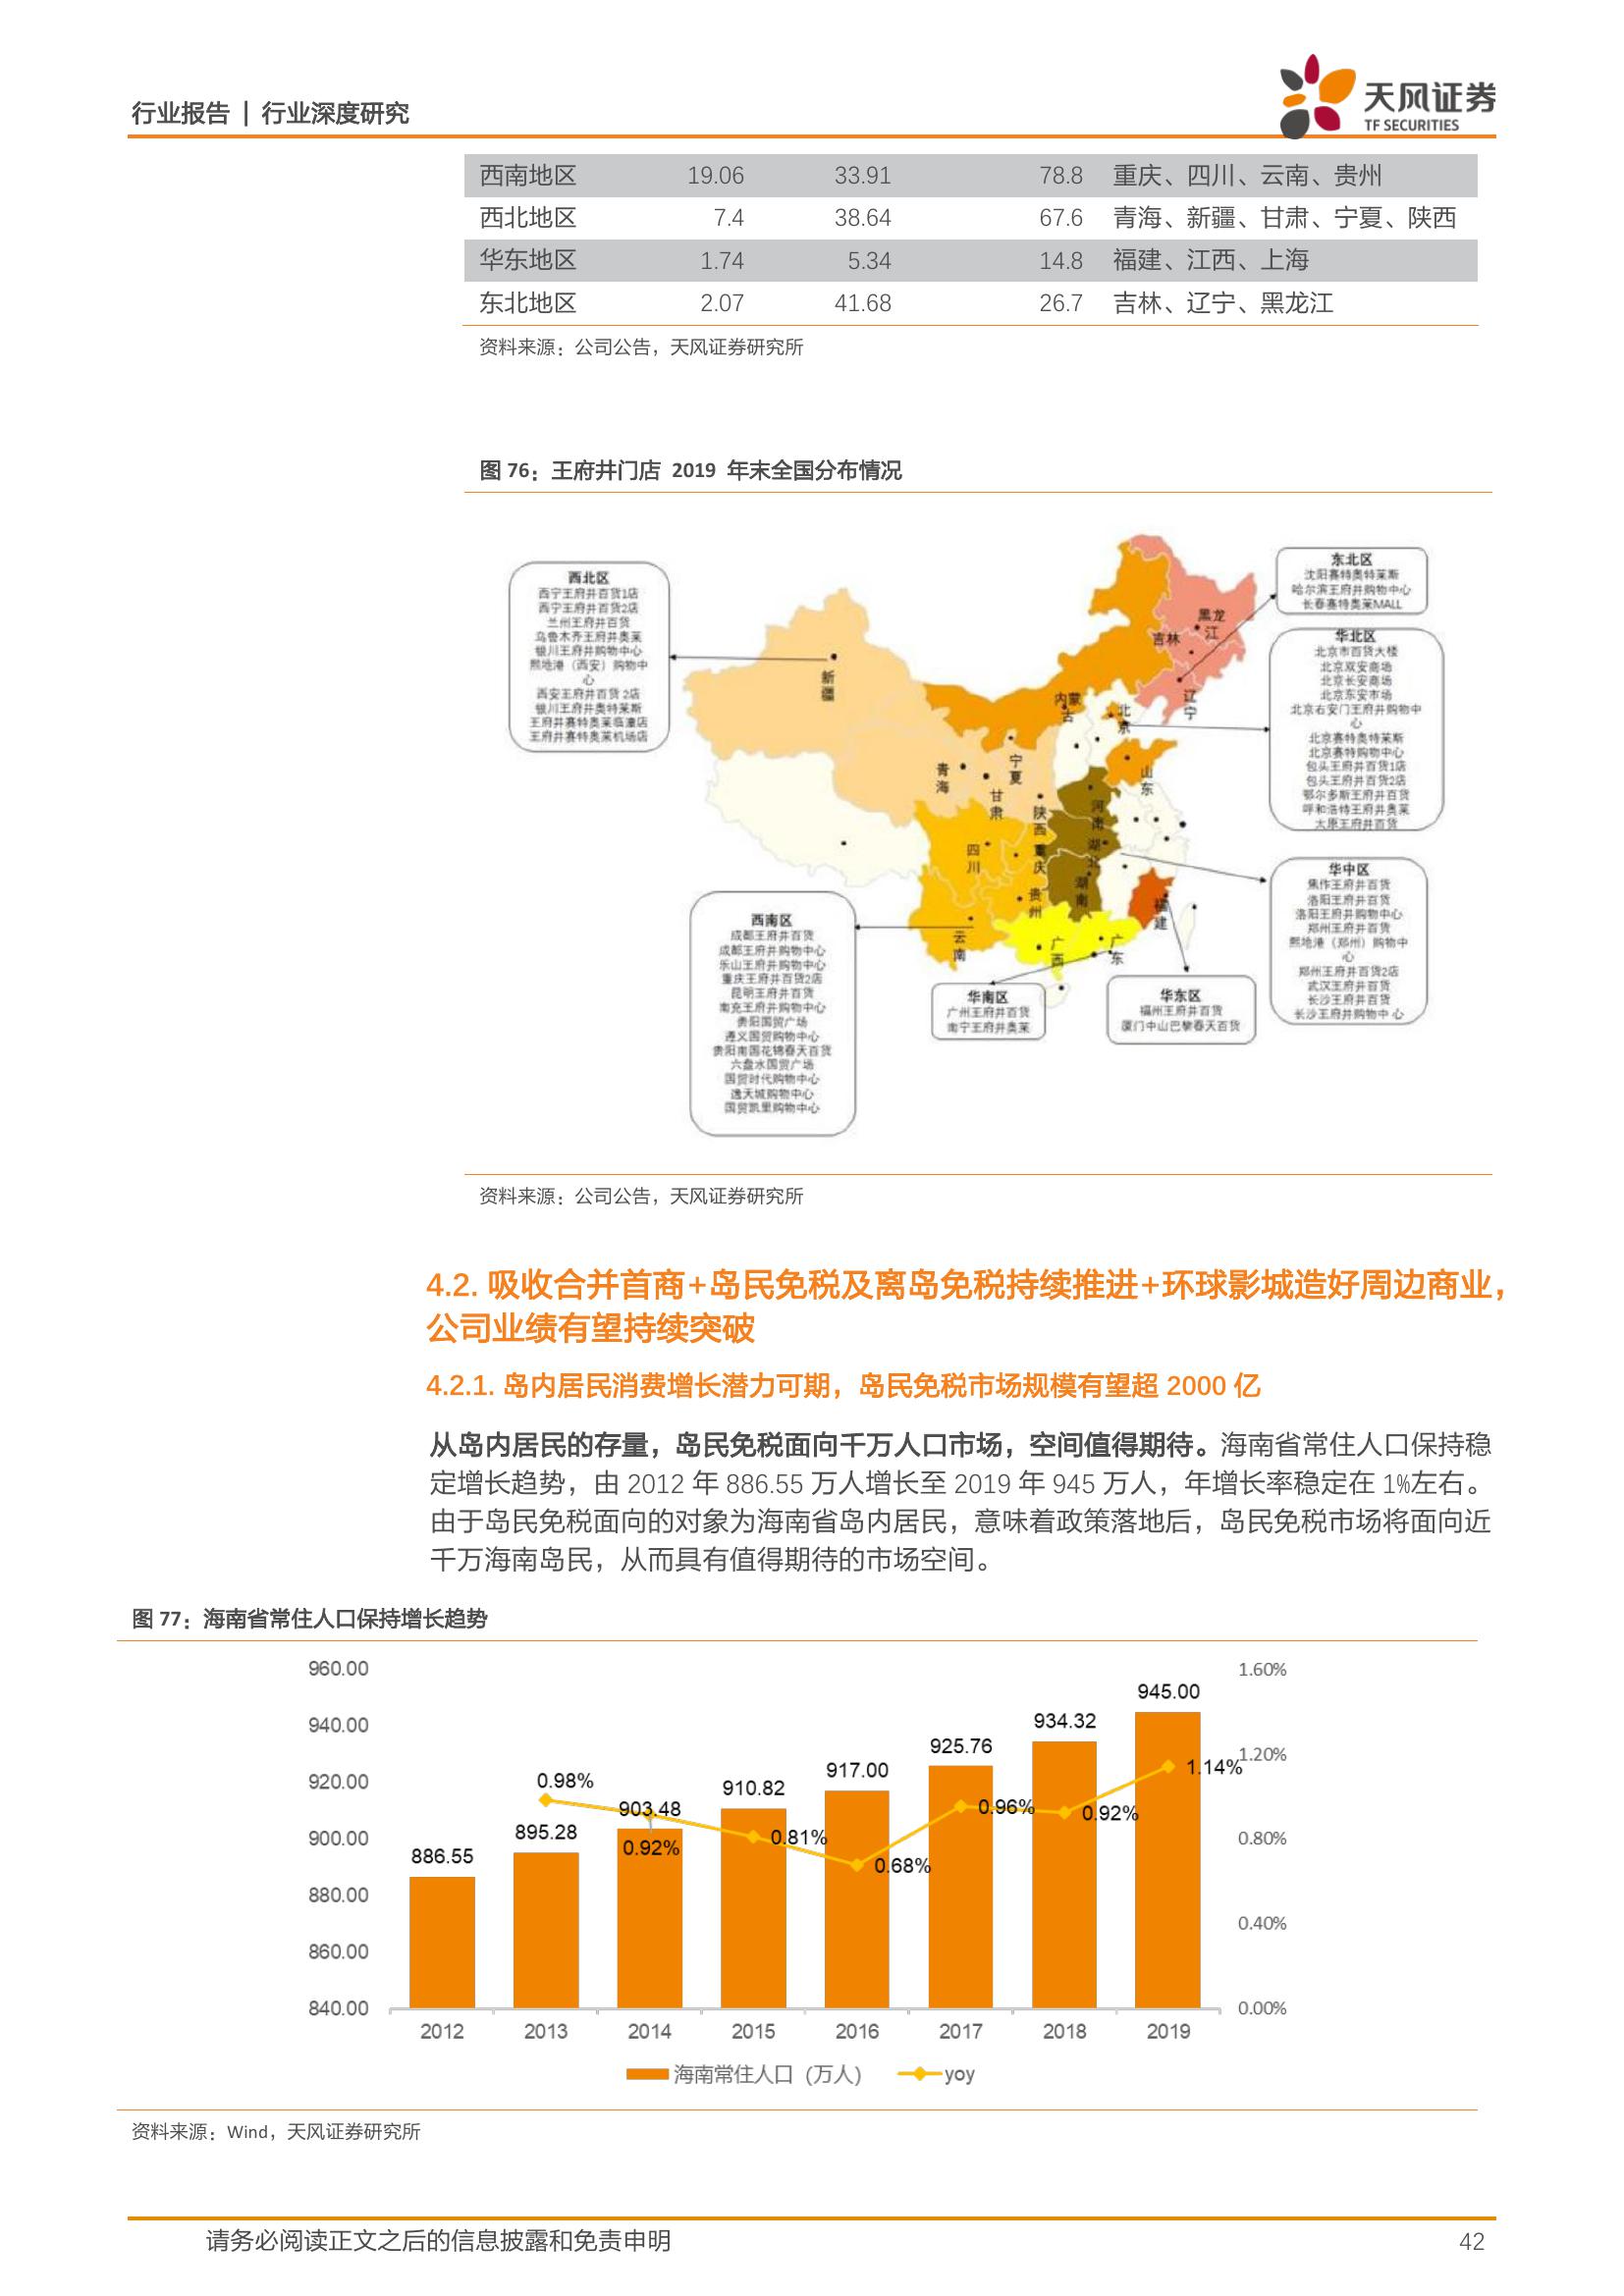 行业报告 | 行业深度研究
天风证券
TF SECURITIES
西南地区 19.06 33.91 78.8 重庆、四川、云南、贵州
西北地区 7.4 38.64 67.6 青海、新疆、甘肃、宁夏、陕西
华东地区 1.74 5.34 14.8 福建、江西、上海
东北地区 2.07 41.68 26.7 吉林、辽宁、黑龙江
资料来源：公司公告，天风证券研究所
图 76：王府井门店 2019 年末全国分布情况
西北区
西宁王府井百货1店
西宁王府井百货2店
兰州王府井百货
乌鲁木齐王府井奥莱
银川王府井购物中心
熙地港（西安）购物中
心
西安王府井百货 2店
银川王府井奥特莱斯
王府井赛特奥莱临潼店
王府井赛特奥莱机场店
东北区
沈阳赛特奥特莱斯
哈尔滨王府井购物中心
长春赛特奥莱MALL
华北区
北京市百货大楼
北京双安商场
北京长安商场
北京东安市场
北京右安门王府井购物中
心
北京赛特奥特莱斯
北京赛特购物中心
包头王府井百货1店
包头王府井百货2店
鄂尔多斯王府井百货
呼和浩特王府井奥莱
太原王府井百货
华中区
焦作王府井百货
洛阳王府井百货
洛阳王府井购物中心
郑州王府井百货
熙地港（郑州）购物中
心
郑州王府井百货2店
武汉王府井百货
长沙王府井百货
长沙王府井购物中心
西南区
成都王府井百货
成都王府井购物中心
乐山王府井购物中心
重庆王府井百货2店
昆明王府井百货
南充王府井购物中心
贵阳国贸广场
遵义国贸购物中心
贵阳南国花锦春天百货
六盘水国贸广场
国贸时代购物中心
逸天城购物中心
国贸凯里购物中心
华南区
广州王府井百货
南宁王府井奥莱
华东区
福州王府井百货
厦门中山巴黎春天百货
黑龙江
吉林
辽宁
内蒙古
北京
新疆
青海
宁夏
甘肃
山东
陕西
河南
四川
重庆
湖北
湖南
贵州
云南
福建
广西
广东
资料来源：公司公告，天风证券研究所
4.2. 吸收合并首商+岛民免税及离岛免税持续推进+环球影城造好周边商业，
公司业绩有望持续突破
4.2.1. 岛内居民消费增长潜力可期，岛民免税市场规模有望超 2000 亿
从岛内居民的存量，岛民免税面向千万人口市场，空间值得期待。海南省常住人口保持稳
定增长趋势，由 2012 年 886.55 万人增长至 2019 年 945 万人，年增长率稳定在 1%左右。
由于岛民免税面向的对象为海南省岛内居民，意味着政策落地后，岛民免税市场将面向近
千万海南岛民，从而具有值得期待的市场空间。
图 77：海南省常住人口保持增长趋势
960.00
940.00
920.00
900.00
880.00
860.00
840.00
1.60%
1.20%
0.80%
0.40%
0.00%
886.55 895.28 903.48 910.82 917.00 925.76 934.32 945.00
0.98% 0.92% 0.81% 0.68% 0.96% 0.92% 1.14%
2012 2013 2014 2015 2016 2017 2018 2019
海南常住人口（万人） yoy
资料来源：Wind，天风证券研究所
请务必阅读正文之后的信息披露和免责申明 42